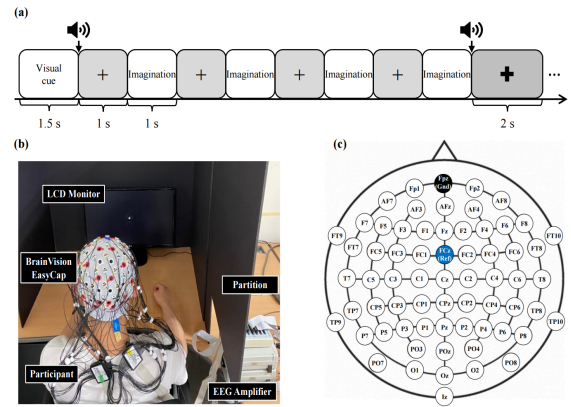 (a)
Visual
cue
+
Imagination
+
Imagination
+
Imagination
+
Imagination
+
...
1.5 s
1 s
1 s
2 s
(b)
LCD Monitor
BrainVision
EasyCap
Partition
Participant
EEG Amplifier
(c)
Fp1
Fpz
(Gnd)
Fp2
AF7
AF3
AFz
AF4
AF8
F7
F5
F3
F1
Fz
F2
F4
F6
F8
FT9
FT7
FC5
FC3
FC1
FCz
(Ref)
FC2
FC4
FC6
FT8
FT10
T7
C5
C3
C1
Cz
C2
C4
C6
T8
TP9
TP7
CP5
CP3
CP1
CPz
CP2
CP4
CP6
TP8
TP10
P7
P5
P3
P1
Pz
P2
P4
P6
P8
PO7
PO3
POz
PO4
PO8
O1
Oz
O2
Iz